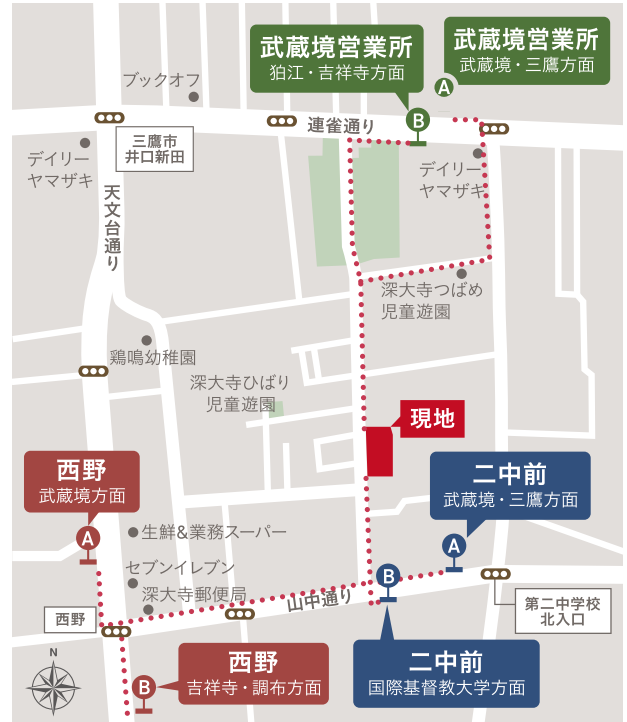 武蔵境営業所
狛江・吉祥寺方面
武蔵境営業所
武蔵境・三鷹方面
A
B
ブックオフ
連雀通り
三鷹市
井口新田
デイリー
ヤマザキ
デイリー
ヤマザキ
天文台通り
深大寺つばめ
児童遊園
鶏鳴幼稚園
深大寺ひばり
児童遊園
現地
西野
武蔵境方面
二中前
武蔵境・三鷹方面
A
生鮮&業務スーパー
A
セブンイレブン
B
深大寺郵便局
山中通り
第二中学校
北入口
西野
N
西野
吉祥寺・調布方面
B
二中前
国際基督教大学方面